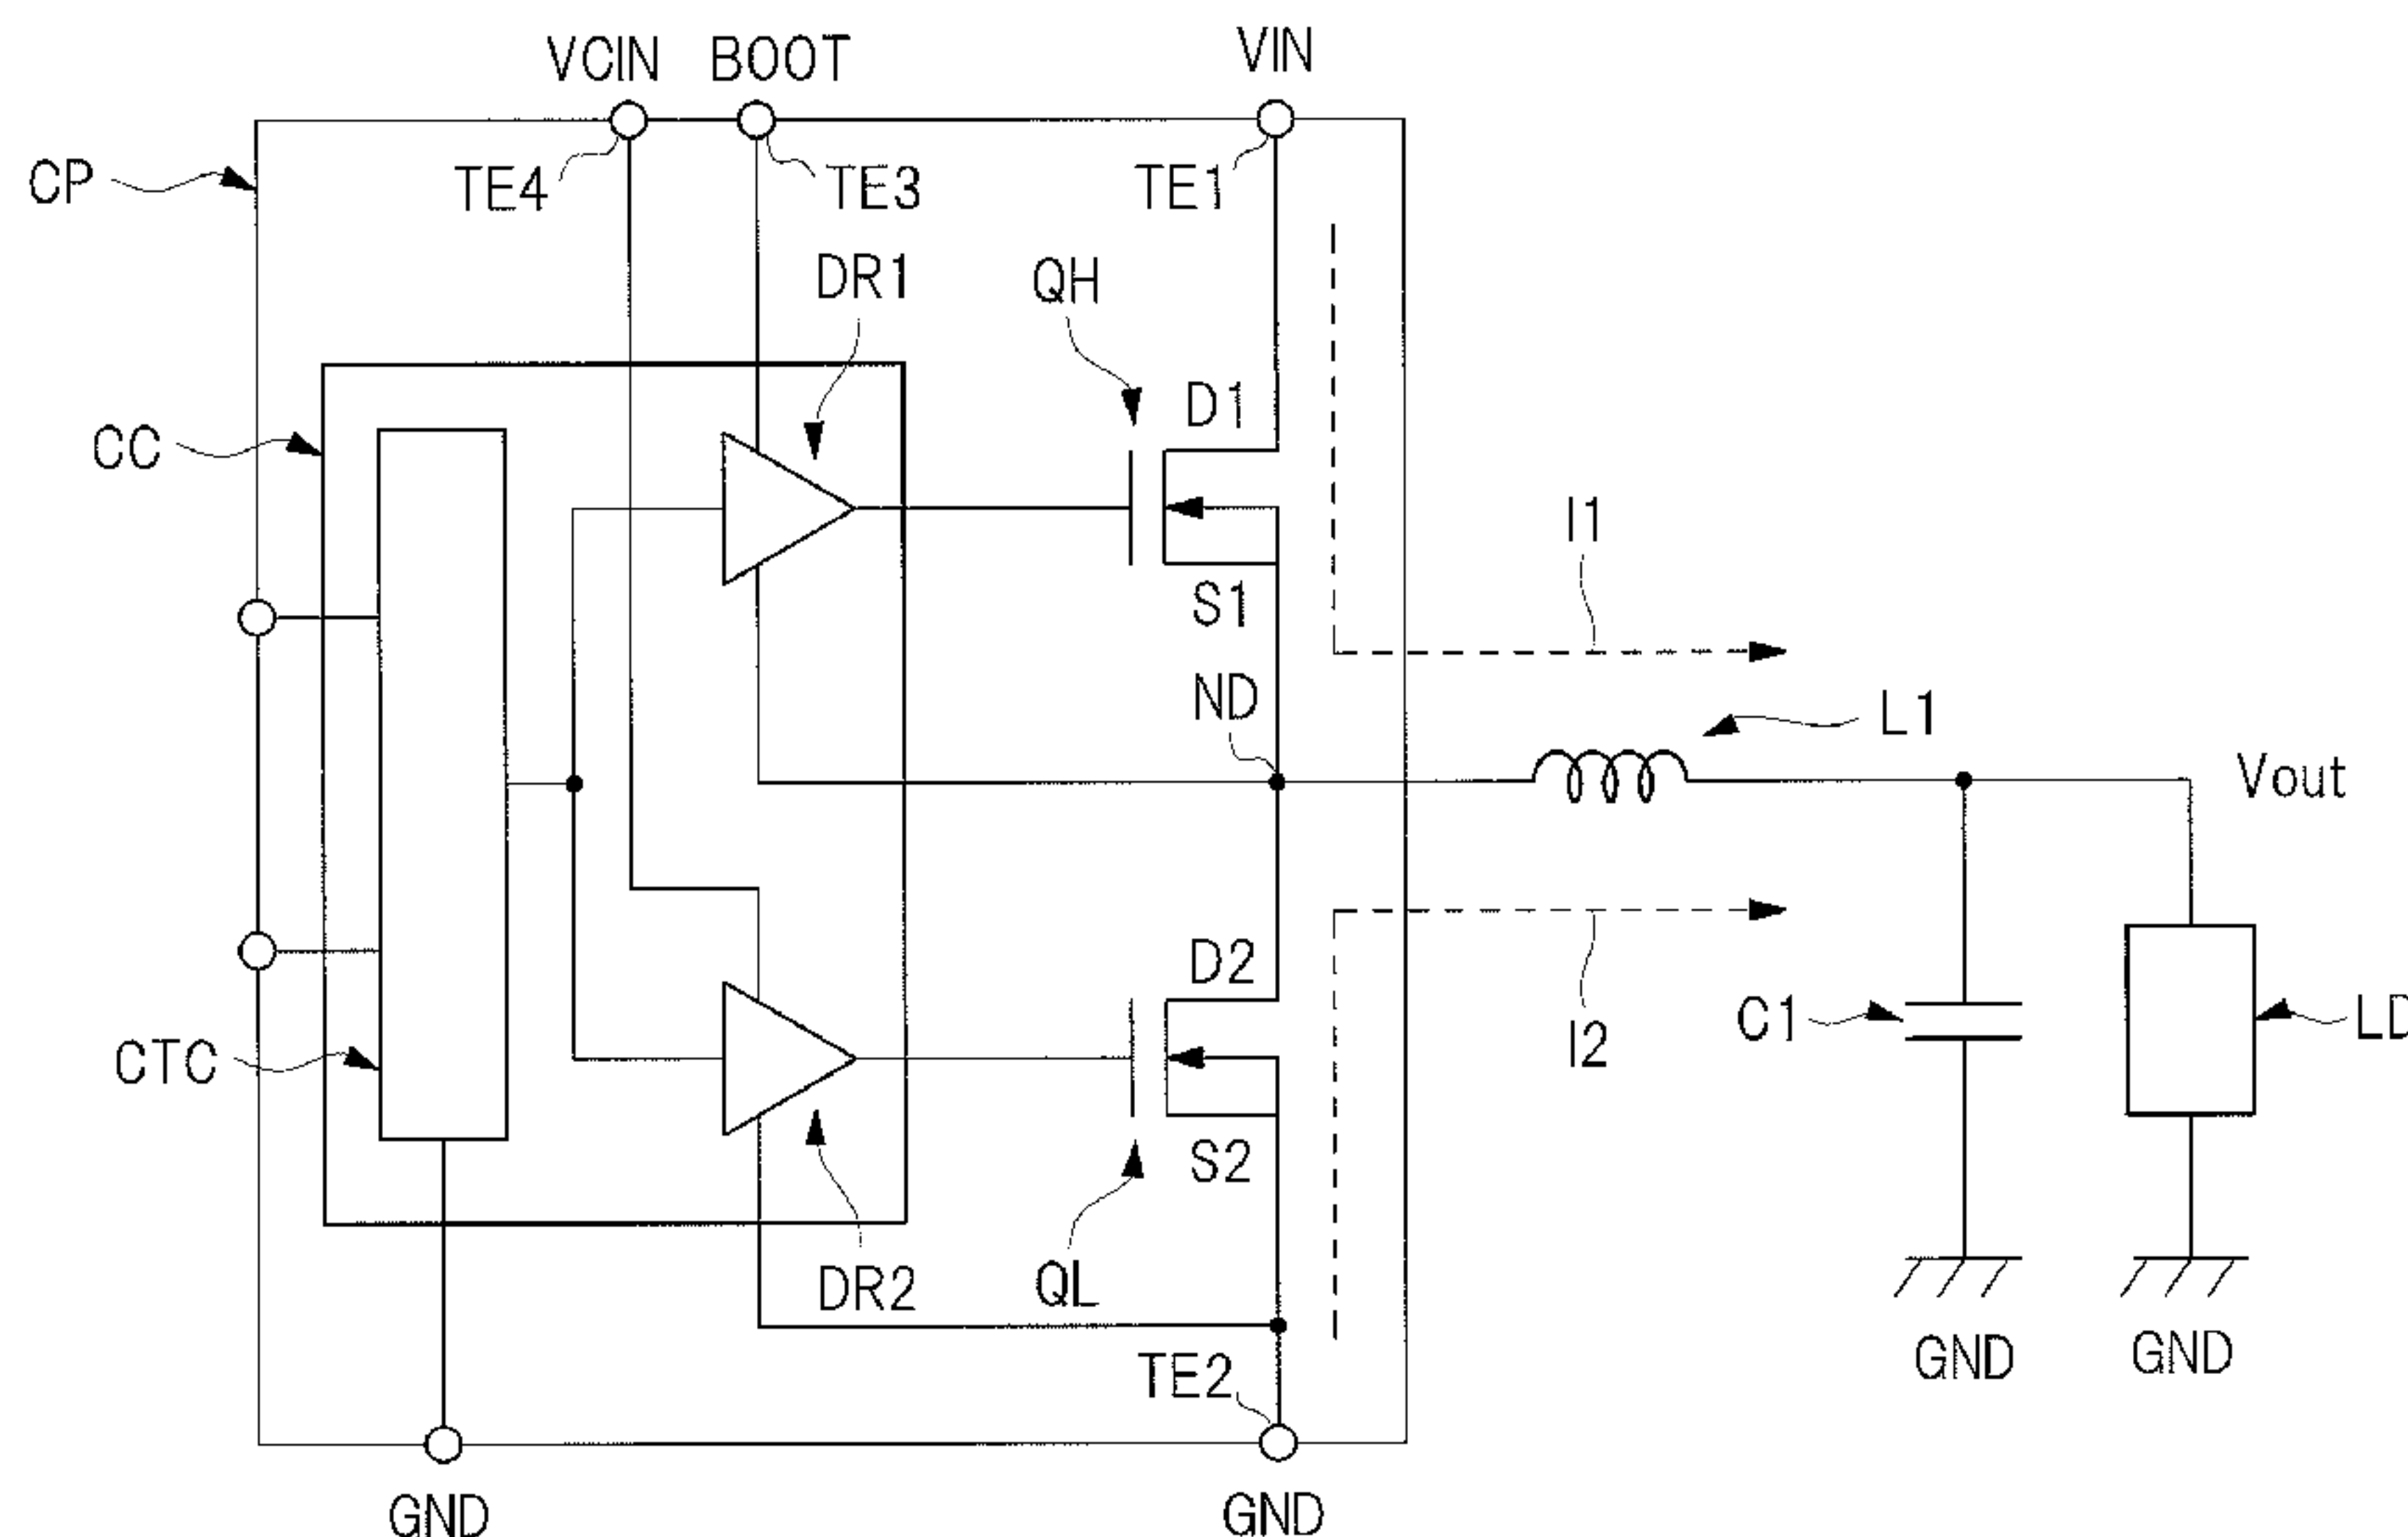 VCIN BOOT VIN
CP
TE4 TE3 TE1
DR1 QH
D1
CC
I1
S1
ND
L1
Vout
D2
C1 LD
I2
CTC
S2
DR2 QL
TE2
GND GND
GND GND